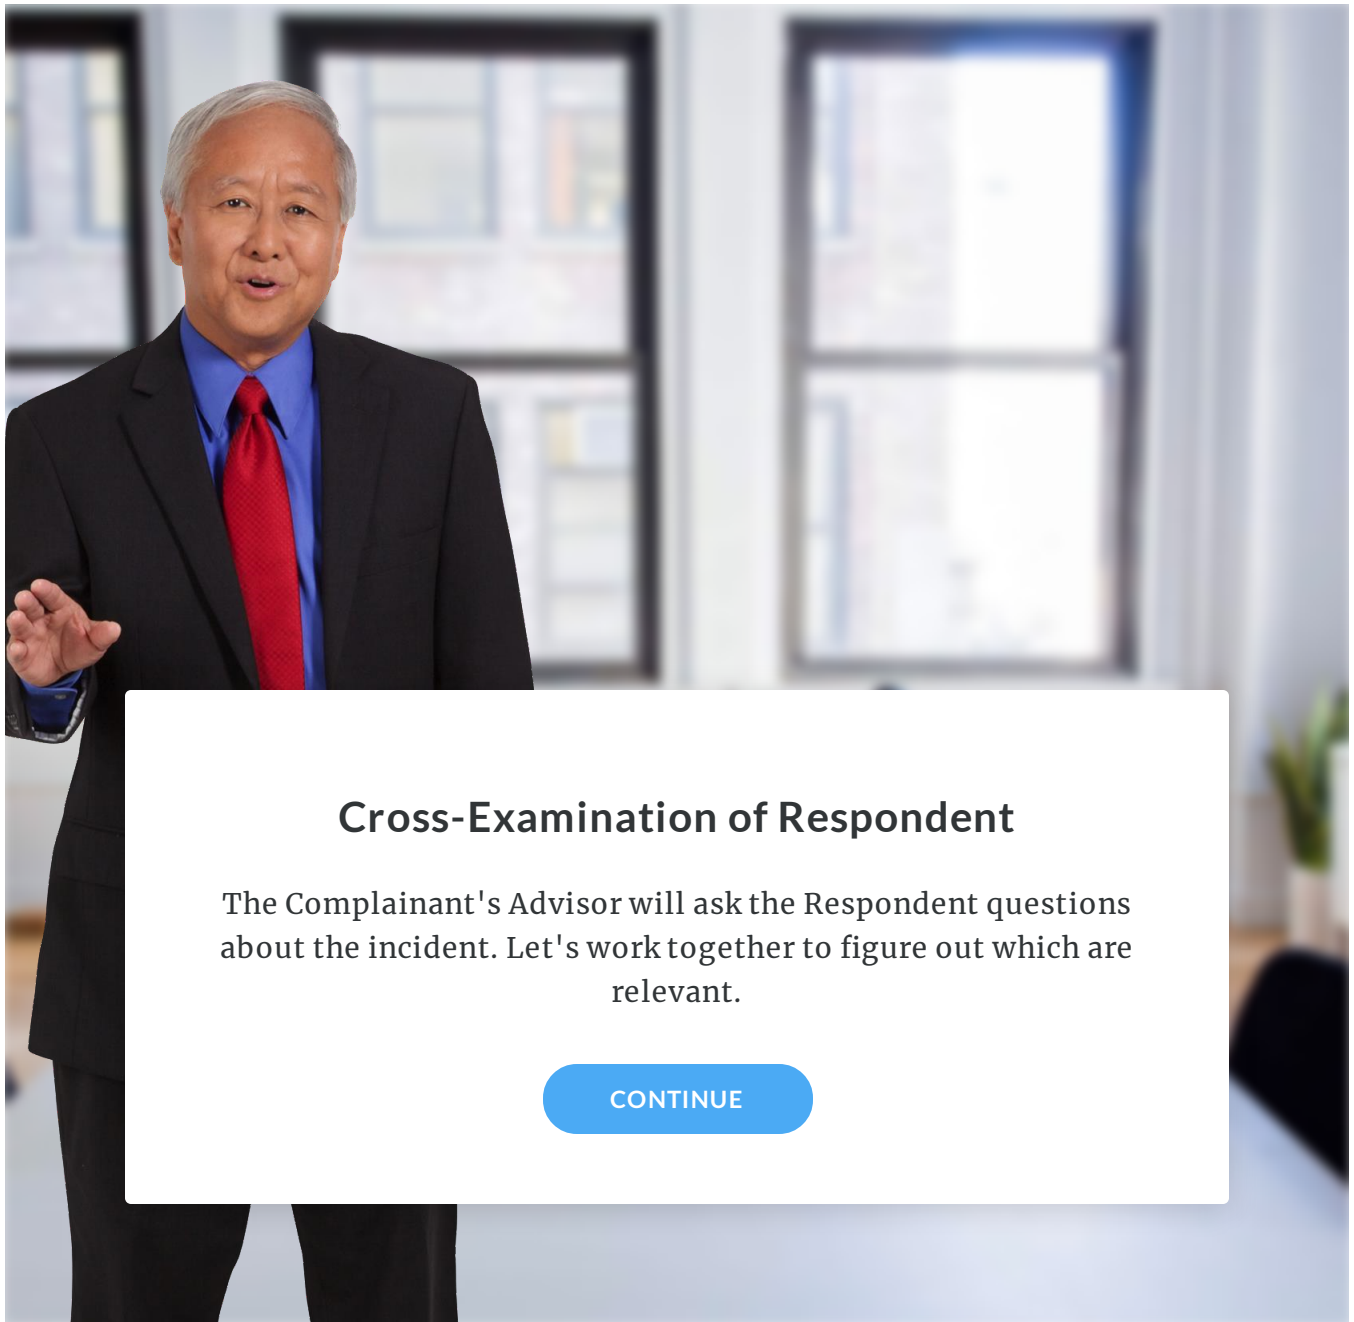 Cross-Examination of Respondent
The Complainant's Advisor will ask the Respondent questions
about the incident. Let's work together to figure out which are
relevant.
CONTINUE